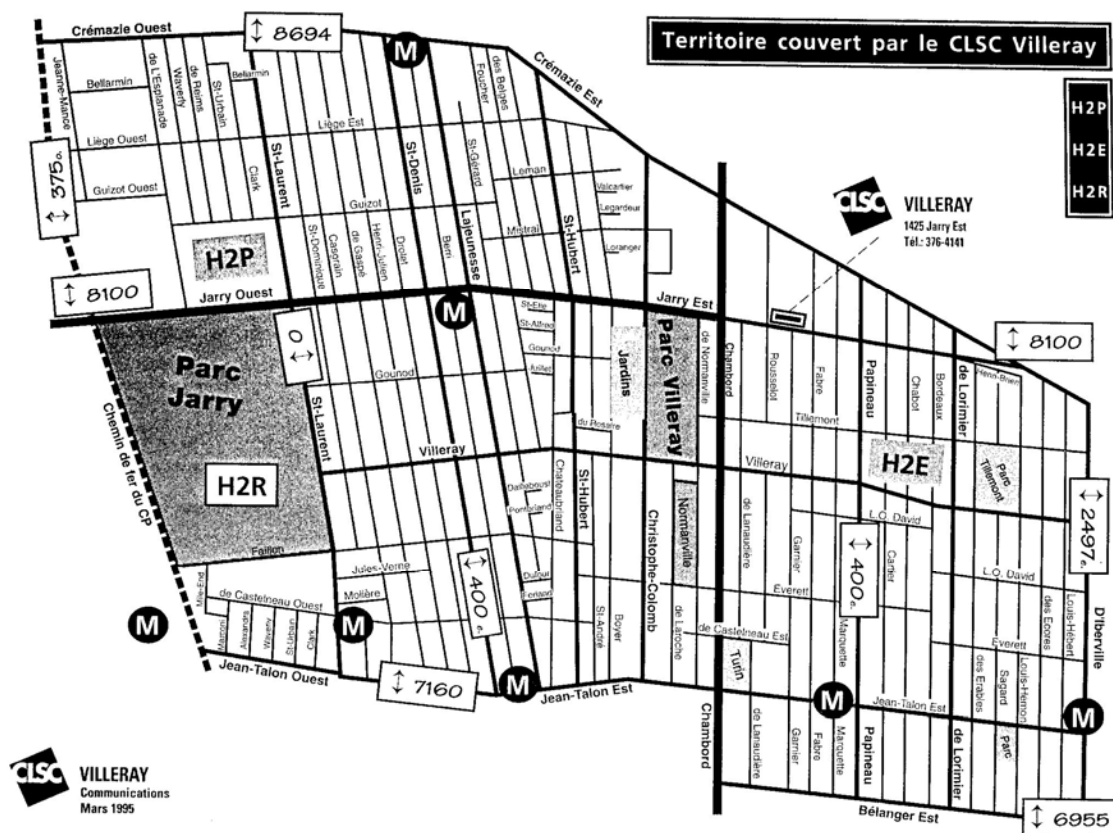 Territoire couvert par le CLSC Villeray
H2P
H2E
H2R
CLSC
VILLERAY
1425 Jarry Est
Tél.: 376-4141
Crémazie Ouest
8694
M
Crémazie Est
Jeanne-Mance
Bellarmin
de L'Esplanade
Waverly
de Reims
St-Urbain
Bellarmin
Foucher
des Belges
Liège Ouest
Liège Est
375 o.
Guizot Ouest
Clark
St-Laurent
Guizot
St-Denis
Lajeunesse
St-Gérard
Leman
St-Hubert
Valcartier
Legardeur
Mistral
Loranger
H2P
St-Dominique
Casgrain
de Gaspé
Henri-Julien
Drolet
Berri
8100
Jarry Ouest
M
Jarry Est
8100
Parc
Jarry
0
St-Laurent
Gounod
St-Alfred
Gounod
Juillet
Jardins
Parc Villeray
de Normanville
Chambord
Rousselot
Fabre
Papineau
Chabot
Bordeaux
de Lorimier
Henri-Brien
Tillemont
du Rosaire
Villeray
Villeray
H2E
Parc
Tillemont
H2R
Chemin de fer du CP
Chateaubriand
St-Hubert
Christophe-Colomb
Normanville
de Lanaudière
Garnier
L.O. David
Cartier
400 e.
2497 e.
Faillon
Jules-Verne
400 e.
Dufour
Ferland
Everett
L.O. David
D'Iberville
Mile-End
de Castelneau Ouest
Molière
M
M
St-André
Boyer
de Laroche
de Castelneau Est
Marquette
Everett
des Ecores
Louis-Hébert
Marconi
Alexandra
Waverly
St-Urbain
Clark
Jean-Talon Ouest
7160
M
Jean-Talon Est
Turin
M
Jean-Talon Est
des Erables
Sagard
Louis-Hémon
M
Chambord
de Lanaudière
Garnier
Fabre
Marquette
Papineau
de Lorimier
Parc
Bélanger Est
6955
CLSC
VILLERAY
Communications
Mars 1995